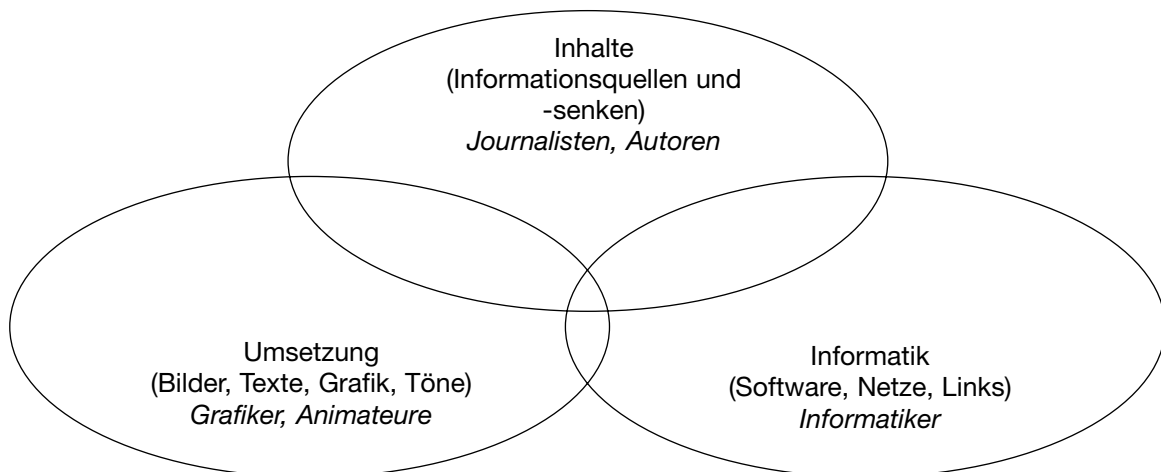 Inhalte
(Informationsquellen und
-senken)
Journalisten, Autoren
Umsetzung
(Bilder, Texte, Grafik, Töne)
Grafiker, Animateure
Informatik
(Software, Netze, Links)
Informatiker